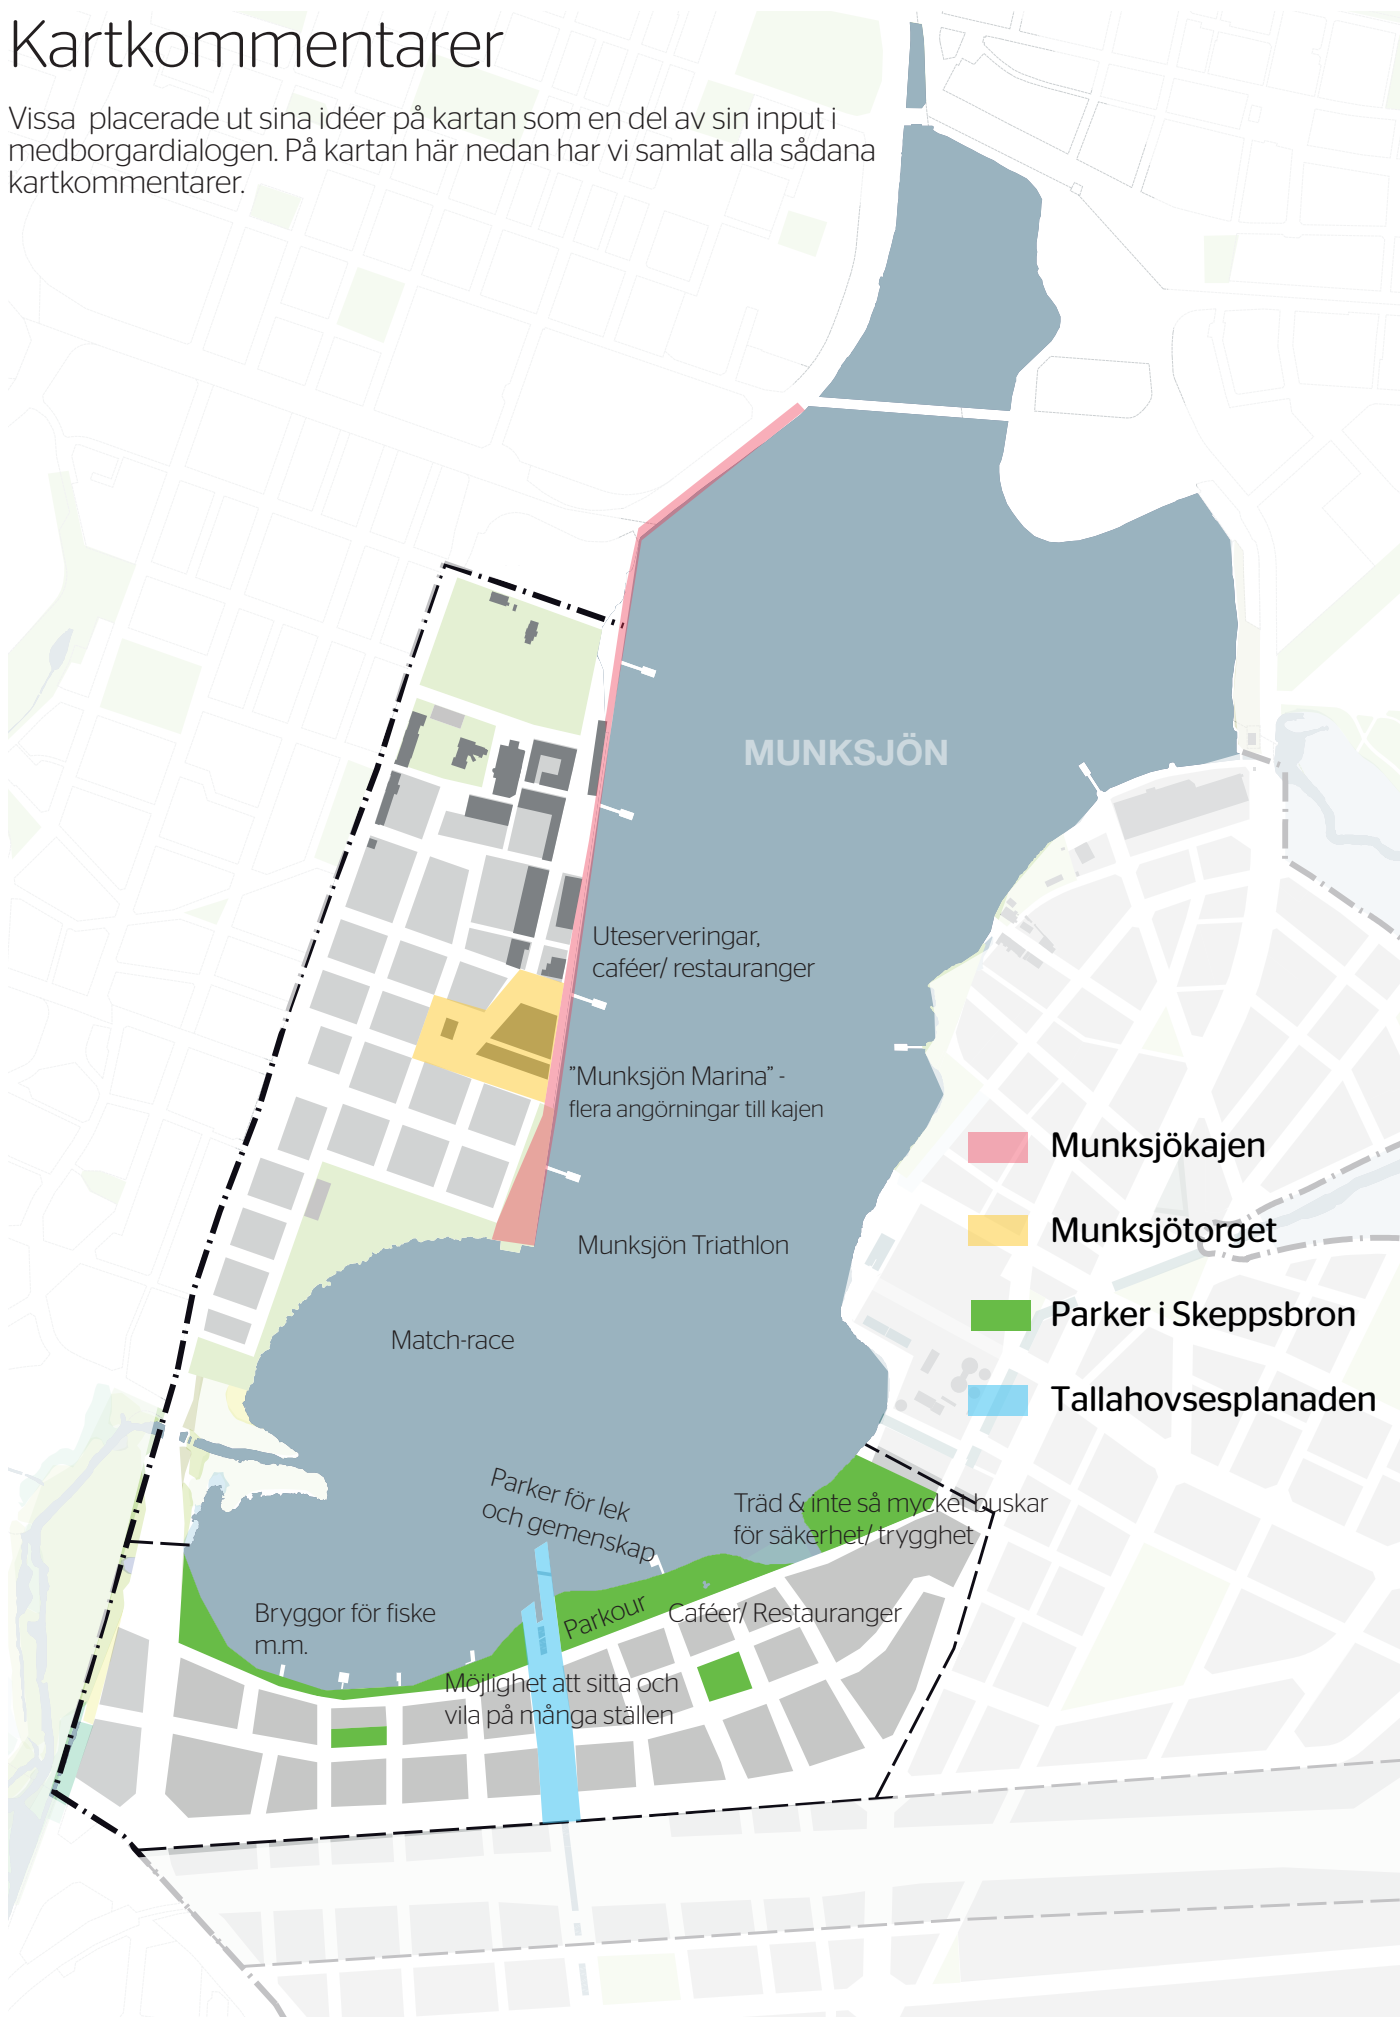 Kartkommentarer
Vissa placerade ut sina idéer på kartan som en del av sin input i
medborgardialogen. På kartan här nedan har vi samlat alla sådana
kartkommentarer.
MUNKSJÖN
Uteserveringar,
caféer/ restauranger
”Munksjön Marina” -
flera angörningar till kajen
Munksjökajen
Munksjötorget
Munksjön Triathlon
Parker i Skeppsbron
Match-race
Tallahovsesplanaden
Parker för lek
och gemenskap
Träd & inte så mycket buskar
för säkerhet/ trygghet
Bryggor för fiske
m.m.
Parkour
Caféer/ Restauranger
Möjlighet att sitta och
vila på många ställen